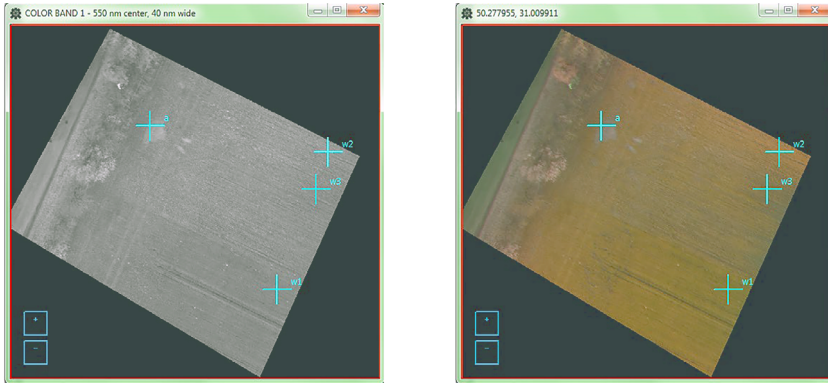 COLOR BAND 1 - 550 nm center, 40 nm wide
a
w2
w3
w1
+
−
50.277955, 31.009911
a
w2
w3
w1
+
−